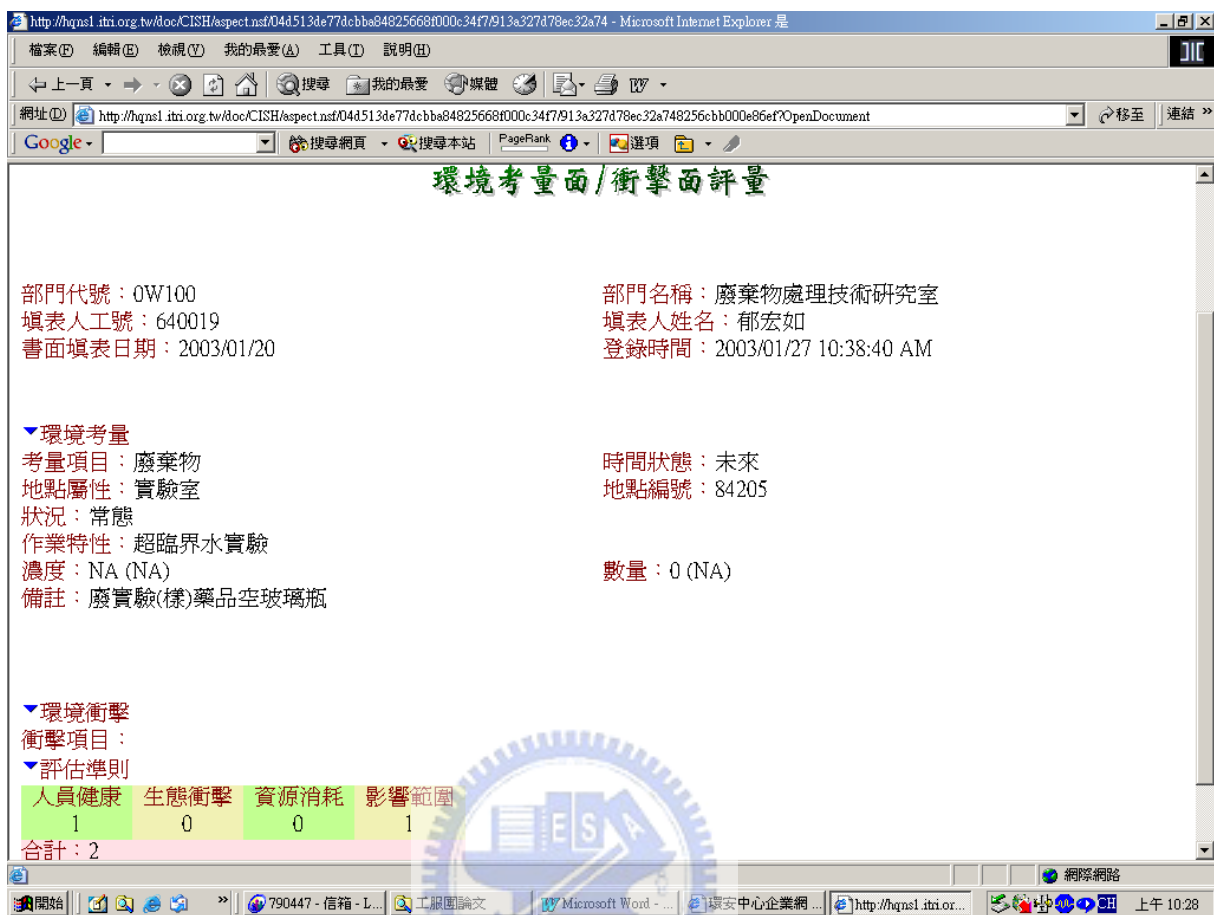 http://hqns1.itri.org.tw/doc/CISH/aspect.nsf/04d513de77dcbba84825668f000c34f7/913a327d78ec32a74 - Microsoft Internet Explorer 是
檔案(F) 編輯(E) 檢視(V) 我的最愛(A) 工具(T) 說明(H)
上一頁 搜尋 我的最愛 媒體
網址(D) http://hqns1.itri.org.tw/doc/CISH/aspect.nsf/04d513de77dcbba84825668f000c34f7/913a327d78ec32a748256cbb000e86ef?OpenDocument 移至 連結 »
Google 搜尋網頁 搜尋本站 PageRank 選項
環境考量面/衝擊面評量
部門代號：0W100 部門名稱：廢棄物處理技術研究室
填表人工號：640019 填表人姓名：郁宏如
書面填表日期：2003/01/20 登錄時間：2003/01/27 10:38:40 AM
環境考量
考量項目：廢棄物 時間狀態：未來
地點屬性：實驗室 地點編號：84205
狀況：常態
作業特性：超臨界水實驗
濃度：NA (NA) 數量：0 (NA)
備註：廢實驗(樣)藥品空玻璃瓶
環境衝擊
衝擊項目：
評估準則
人員健康 生態衝擊 資源消耗 影響範圍
1 0 0 1
合計：2
網際網路
開始 » 790447 - 信箱 - L... 工服團論文 Microsoft Word - ... 環安中心企業網 ... http://hqns1.itri.or... CH 上午 10:28
ES